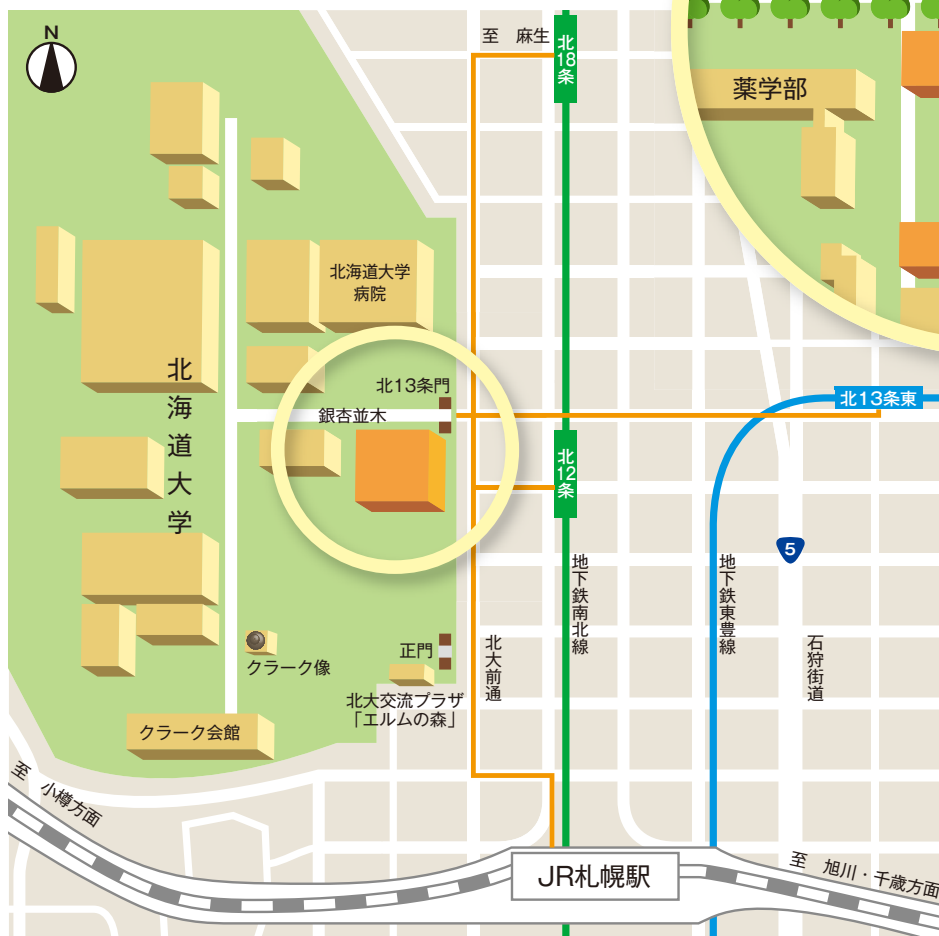 N
至 麻生
北18条
薬学部
北海道大学
病院
北海道大学
北13条門
銀杏並木
北13条東
北12条
5
地下鉄南北線
地下鉄東豊線
石狩街道
北大前通
正門
クラーク像
北大交流プラザ
「エルムの森」
クラーク会館
至 小樽方面
JR札幌駅
至 旭川・千歳方面